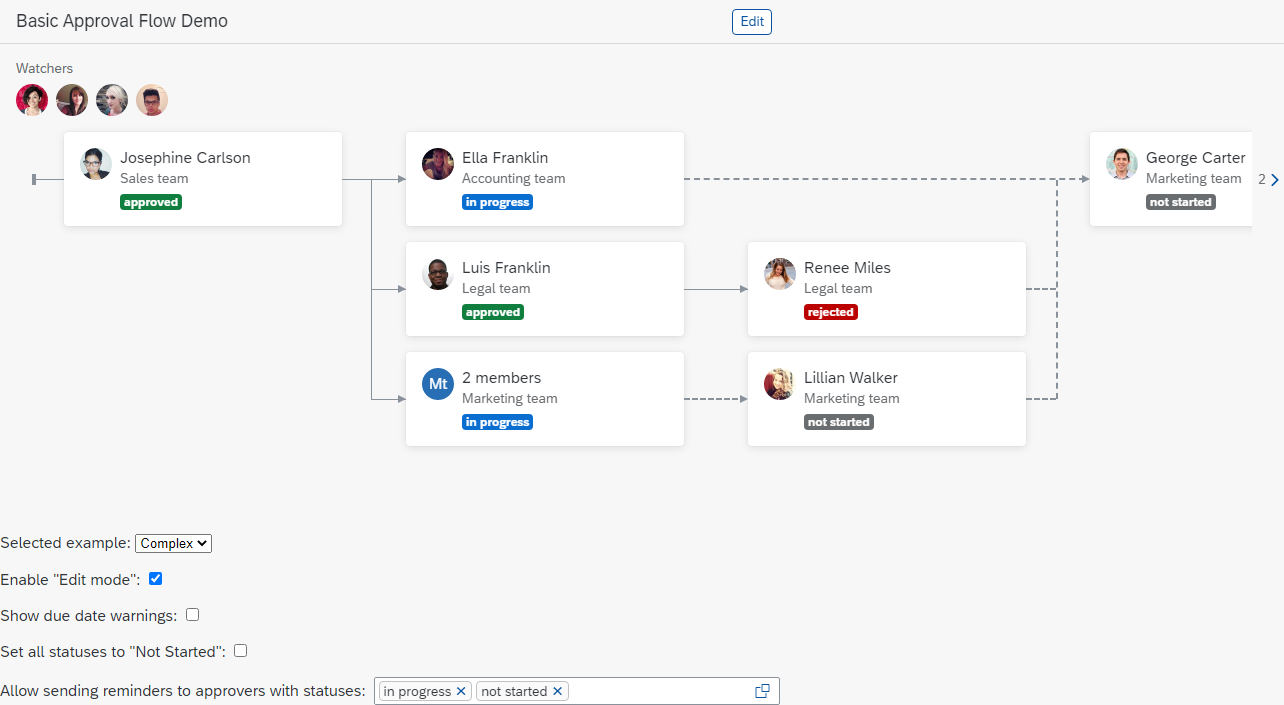 Basic Approval Flow Demo
Edit
Watchers
Josephine Carlson
Sales team
approved
Ella Franklin
Accounting team
in progress
George Carter
Marketing team
not started
2
Luis Franklin
Legal team
approved
Renee Miles
Legal team
rejected
Mt
2 members
Marketing team
in progress
Lillian Walker
Marketing team
not started
Selected example: Complex
Enable "Edit mode":
Show due date warnings:
Set all statuses to "Not Started":
Allow sending reminders to approvers with statuses: in progress not started